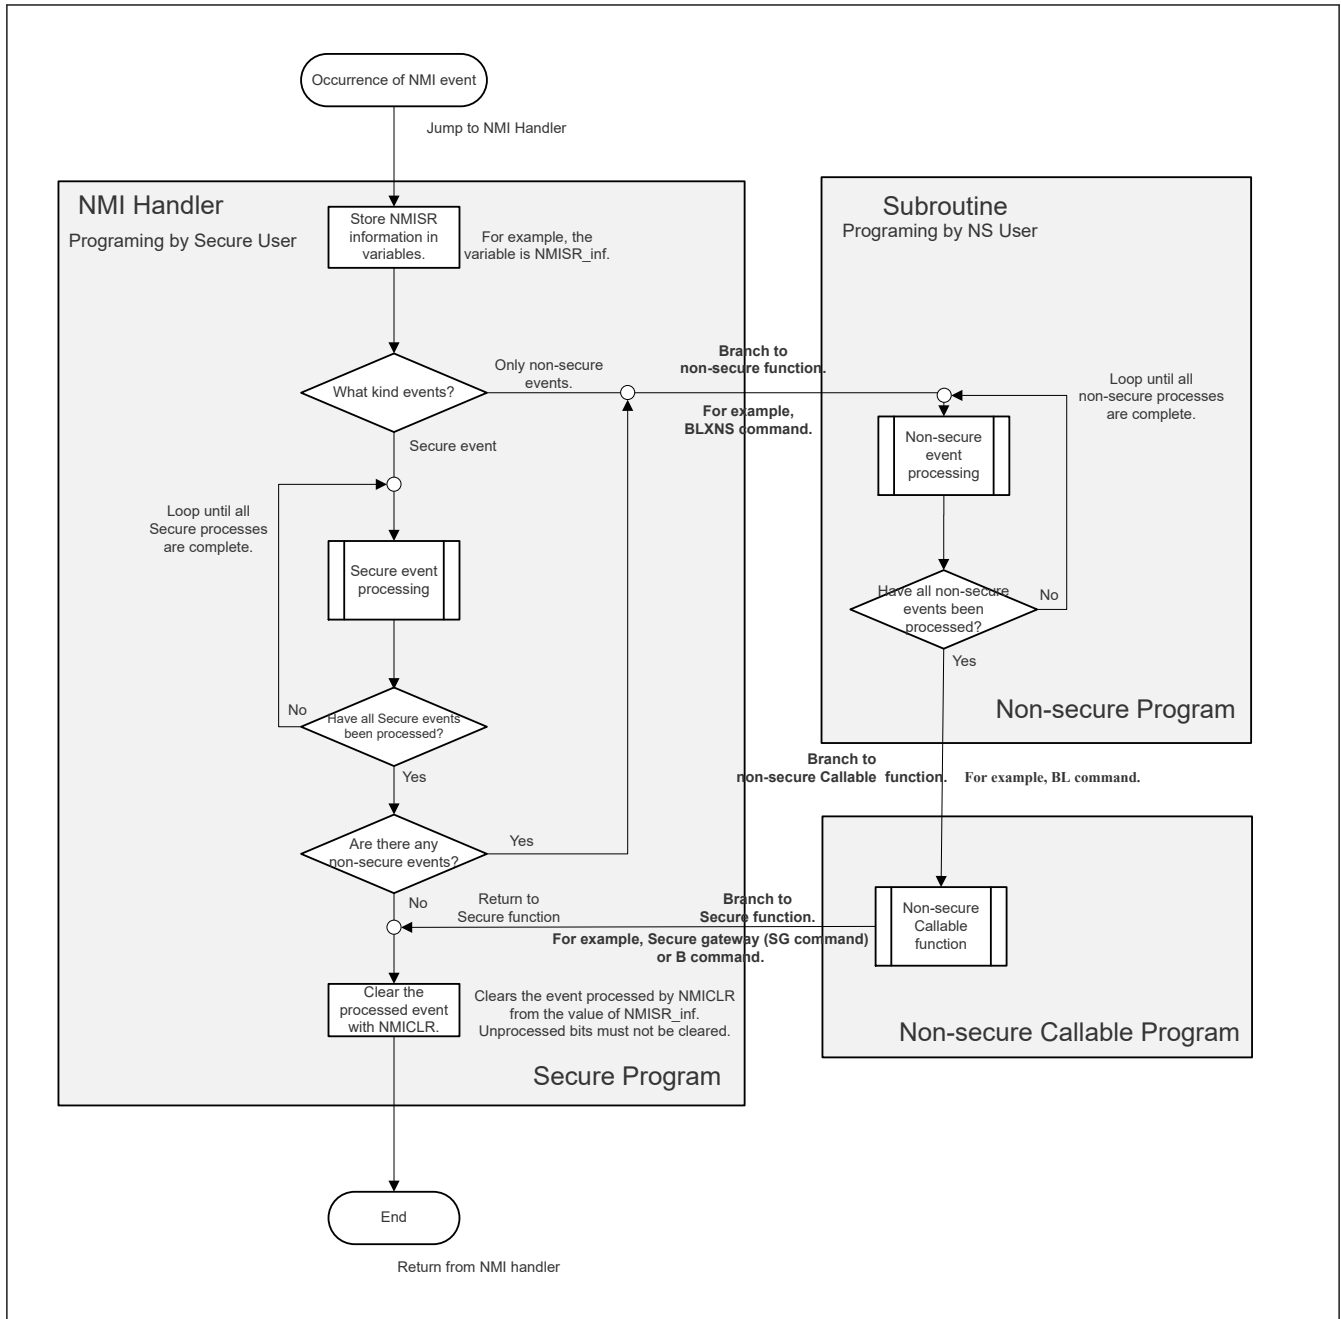 Occurrence of NMI event
Jump to NMI Handler
NMI Handler
Programing by Secure User
Store NMISR
information in
variables.
For example, the
variable is NMISR_inf.
Subroutine
Programing by NS User
What kind events?
Only non-secure
events.
Branch to
non-secure function.
For example,
BLXNS command.
Loop until all
non-secure processes
are complete.
Non-secure
event
processing
Secure event
Loop until all
Secure processes
are complete.
Secure event
processing
Have all non-secure
events been
processed?
No
Yes
Non-secure Program
No
Have all Secure events
been processed?
Yes
Branch to
non-secure Callable function.
For example, BL command.
Are there any
non-secure events?
Yes
No
Return to
Secure function
Branch to
Secure function.
For example, Secure gateway (SG command)
or B command.
Non-secure
Callable
function
Non-secure Callable Program
Clear the
processed event
with NMICLR.
Clears the event processed by NMICLR
from the value of NMISR_inf.
Unprocessed bits must not be cleared.
Secure Program
End
Return from NMI handler